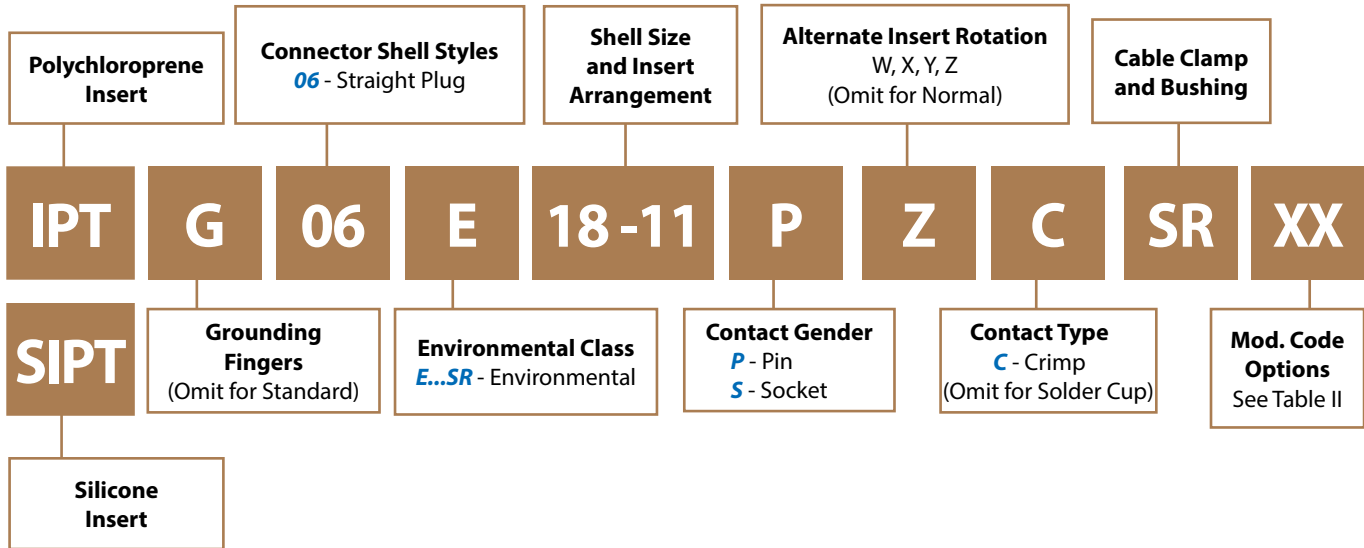 Polychloroprene
Insert
Connector Shell Styles
06 - Straight Plug
Shell Size
and Insert
Arrangement
Alternate Insert Rotation
W, X, Y, Z
(Omit for Normal)
Cable Clamp
and Bushing
IPT G 06 E 18-11 P Z C SR XX
SIPT
Grounding
Fingers
(Omit for Standard)
Environmental Class
E...SR - Environmental
Contact Gender
P - Pin
S - Socket
Contact Type
C - Crimp
(Omit for Solder Cup)
Mod. Code
Options
See Table II
Silicone
Insert